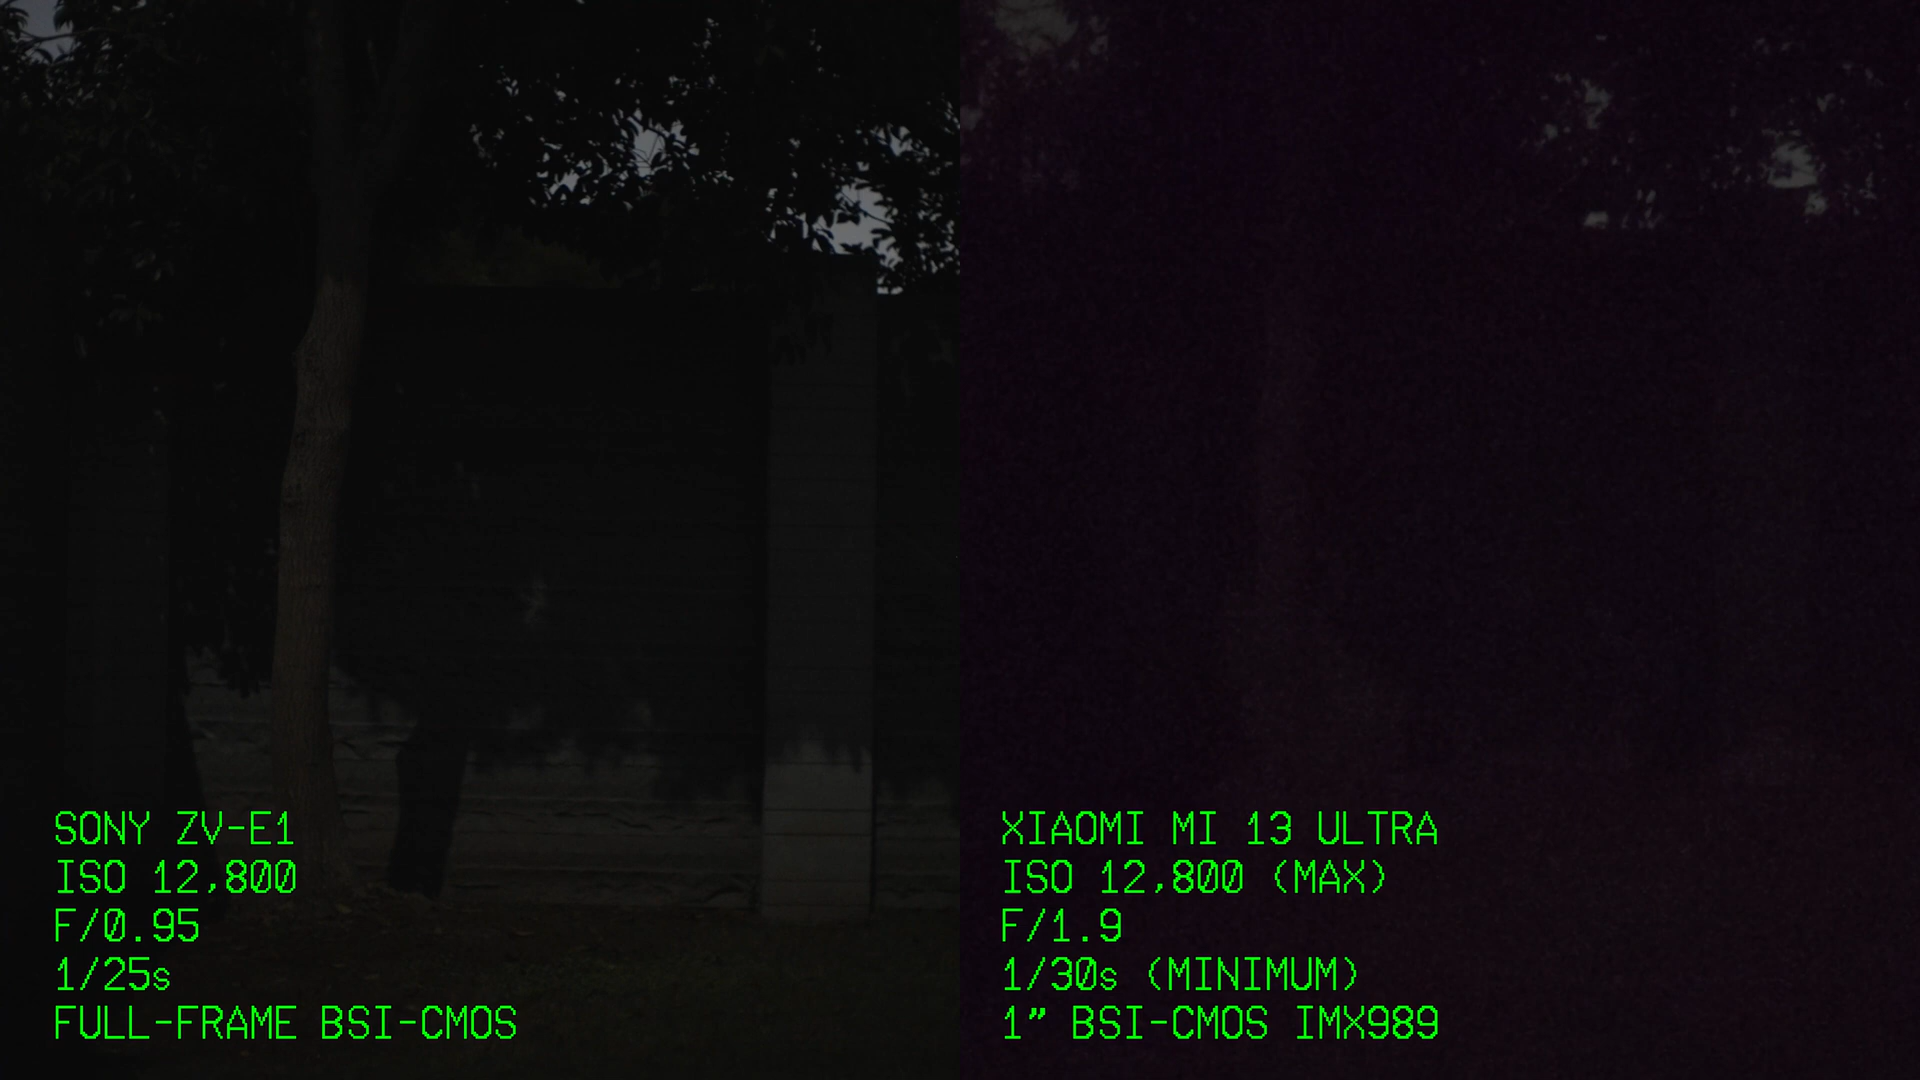 SONY ZV-E1
ISO 12,800
F/0.95
1/25s
FULL-FRAME BSI-CMOS
XIAOMI MI 13 ULTRA
ISO 12,800 (MAX)
F/1.9
1/30s (MINIMUM)
1” BSI-CMOS IMX989